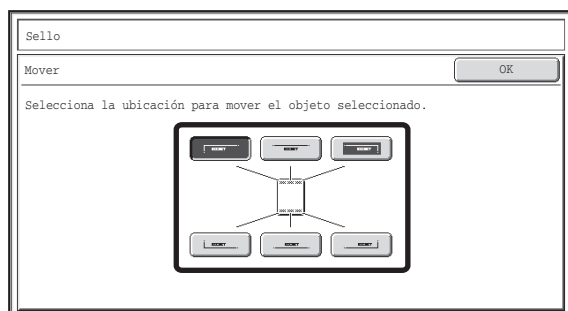 Sello
Mover
OK
Selecciona la ubicación para mover el objeto seleccionado.